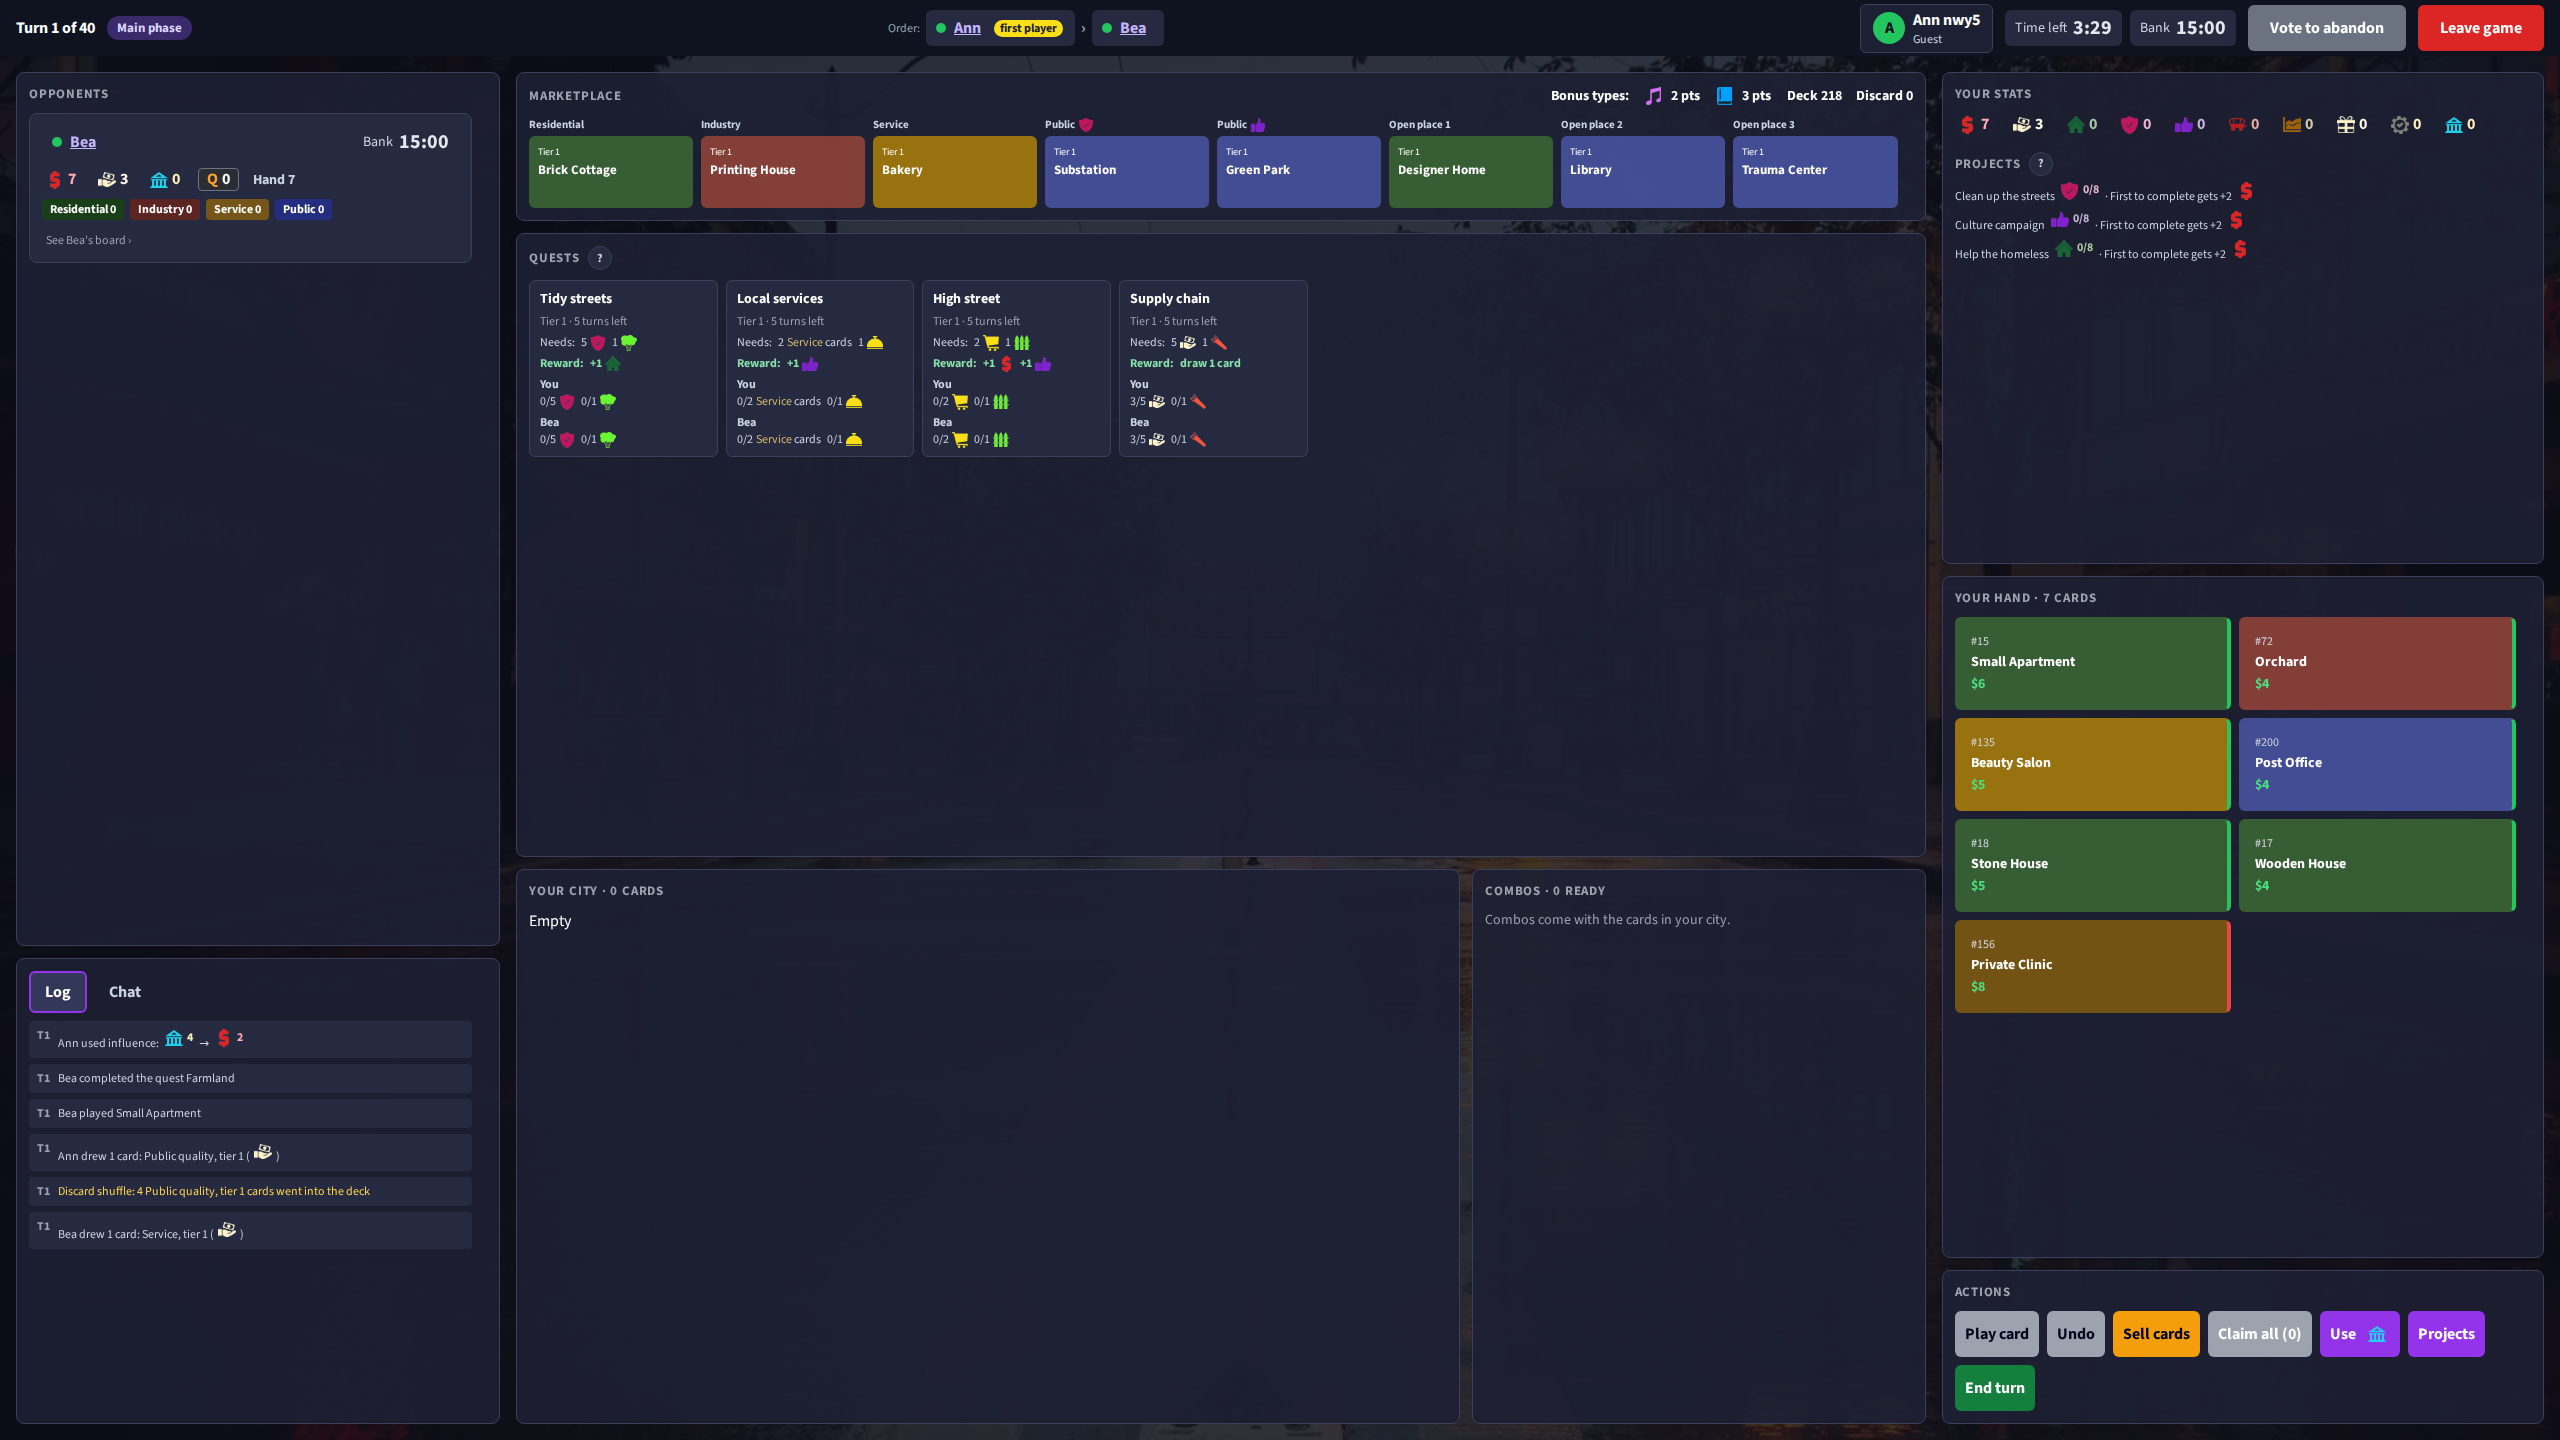 Turn 1 of 40 Main phase
Order: Ann first player › Bea
A Ann nwy5 Guest
Time left 3:29 Bank 15:00 Vote to abandon Leave game
OPPONENTS
Bea Bank 15:00
7 3 0 Q 0 Hand 7
Residential 0 Industry 0 Service 0 Public 0
See Bea's board ›
MARKETPLACE
Bonus types: 2 pts 3 pts Deck 218 Discard 0
Residential Industry Service Public Public Open place 1 Open place 2 Open place 3
Tier 1 Tier 1 Tier 1 Tier 1 Tier 1 Tier 1 Tier 1 Tier 1
Brick Cottage Printing House Bakery Substation Green Park Designer Home Library Trauma Center
QUESTS ?
Tidy streets
Tier 1 · 5 turns left
Needs: 5 1
Reward: +1
You
0/5 0/1
Bea
0/5 0/1
Local services
Tier 1 · 5 turns left
Needs: 2 Service cards 1
Reward: +1
You
0/2 Service cards 0/1
Bea
0/2 Service cards 0/1
High street
Tier 1 · 5 turns left
Needs: 2 1
Reward: +1 $ +1
You
0/2 0/1
Bea
0/2 0/1
Supply chain
Tier 1 · 5 turns left
Needs: 5 1
Reward: draw 1 card
You
3/5 0/1
Bea
3/5 0/1
YOUR STATS
$ 7 3 0 0 0 0 0 0 0 0
PROJECTS ?
Clean up the streets 0/8 · First to complete gets +2 $
Culture campaign 0/8 · First to complete gets +2 $
Help the homeless 0/8 · First to complete gets +2 $
YOUR HAND · 7 CARDS
#15
Small Apartment
$6
#72
Orchard
$4
#135
Beauty Salon
$5
#200
Post Office
$4
#18
Stone House
$5
#17
Wooden House
$4
#156
Private Clinic
$8
YOUR CITY · 0 CARDS
Empty
COMBOS · 0 READY
Combos come with the cards in your city.
Log Chat
T1 Ann used influence: 4 → $ 2
T1 Bea completed the quest Farmland
T1 Bea played Small Apartment
T1 Ann drew 1 card: Public quality, tier 1 ( )
T1 Discard shuffle: 4 Public quality, tier 1 cards went into the deck
T1 Bea drew 1 card: Service, tier 1 ( )
ACTIONS
Play card Undo Sell cards Claim all (0) Use Projects
End turn